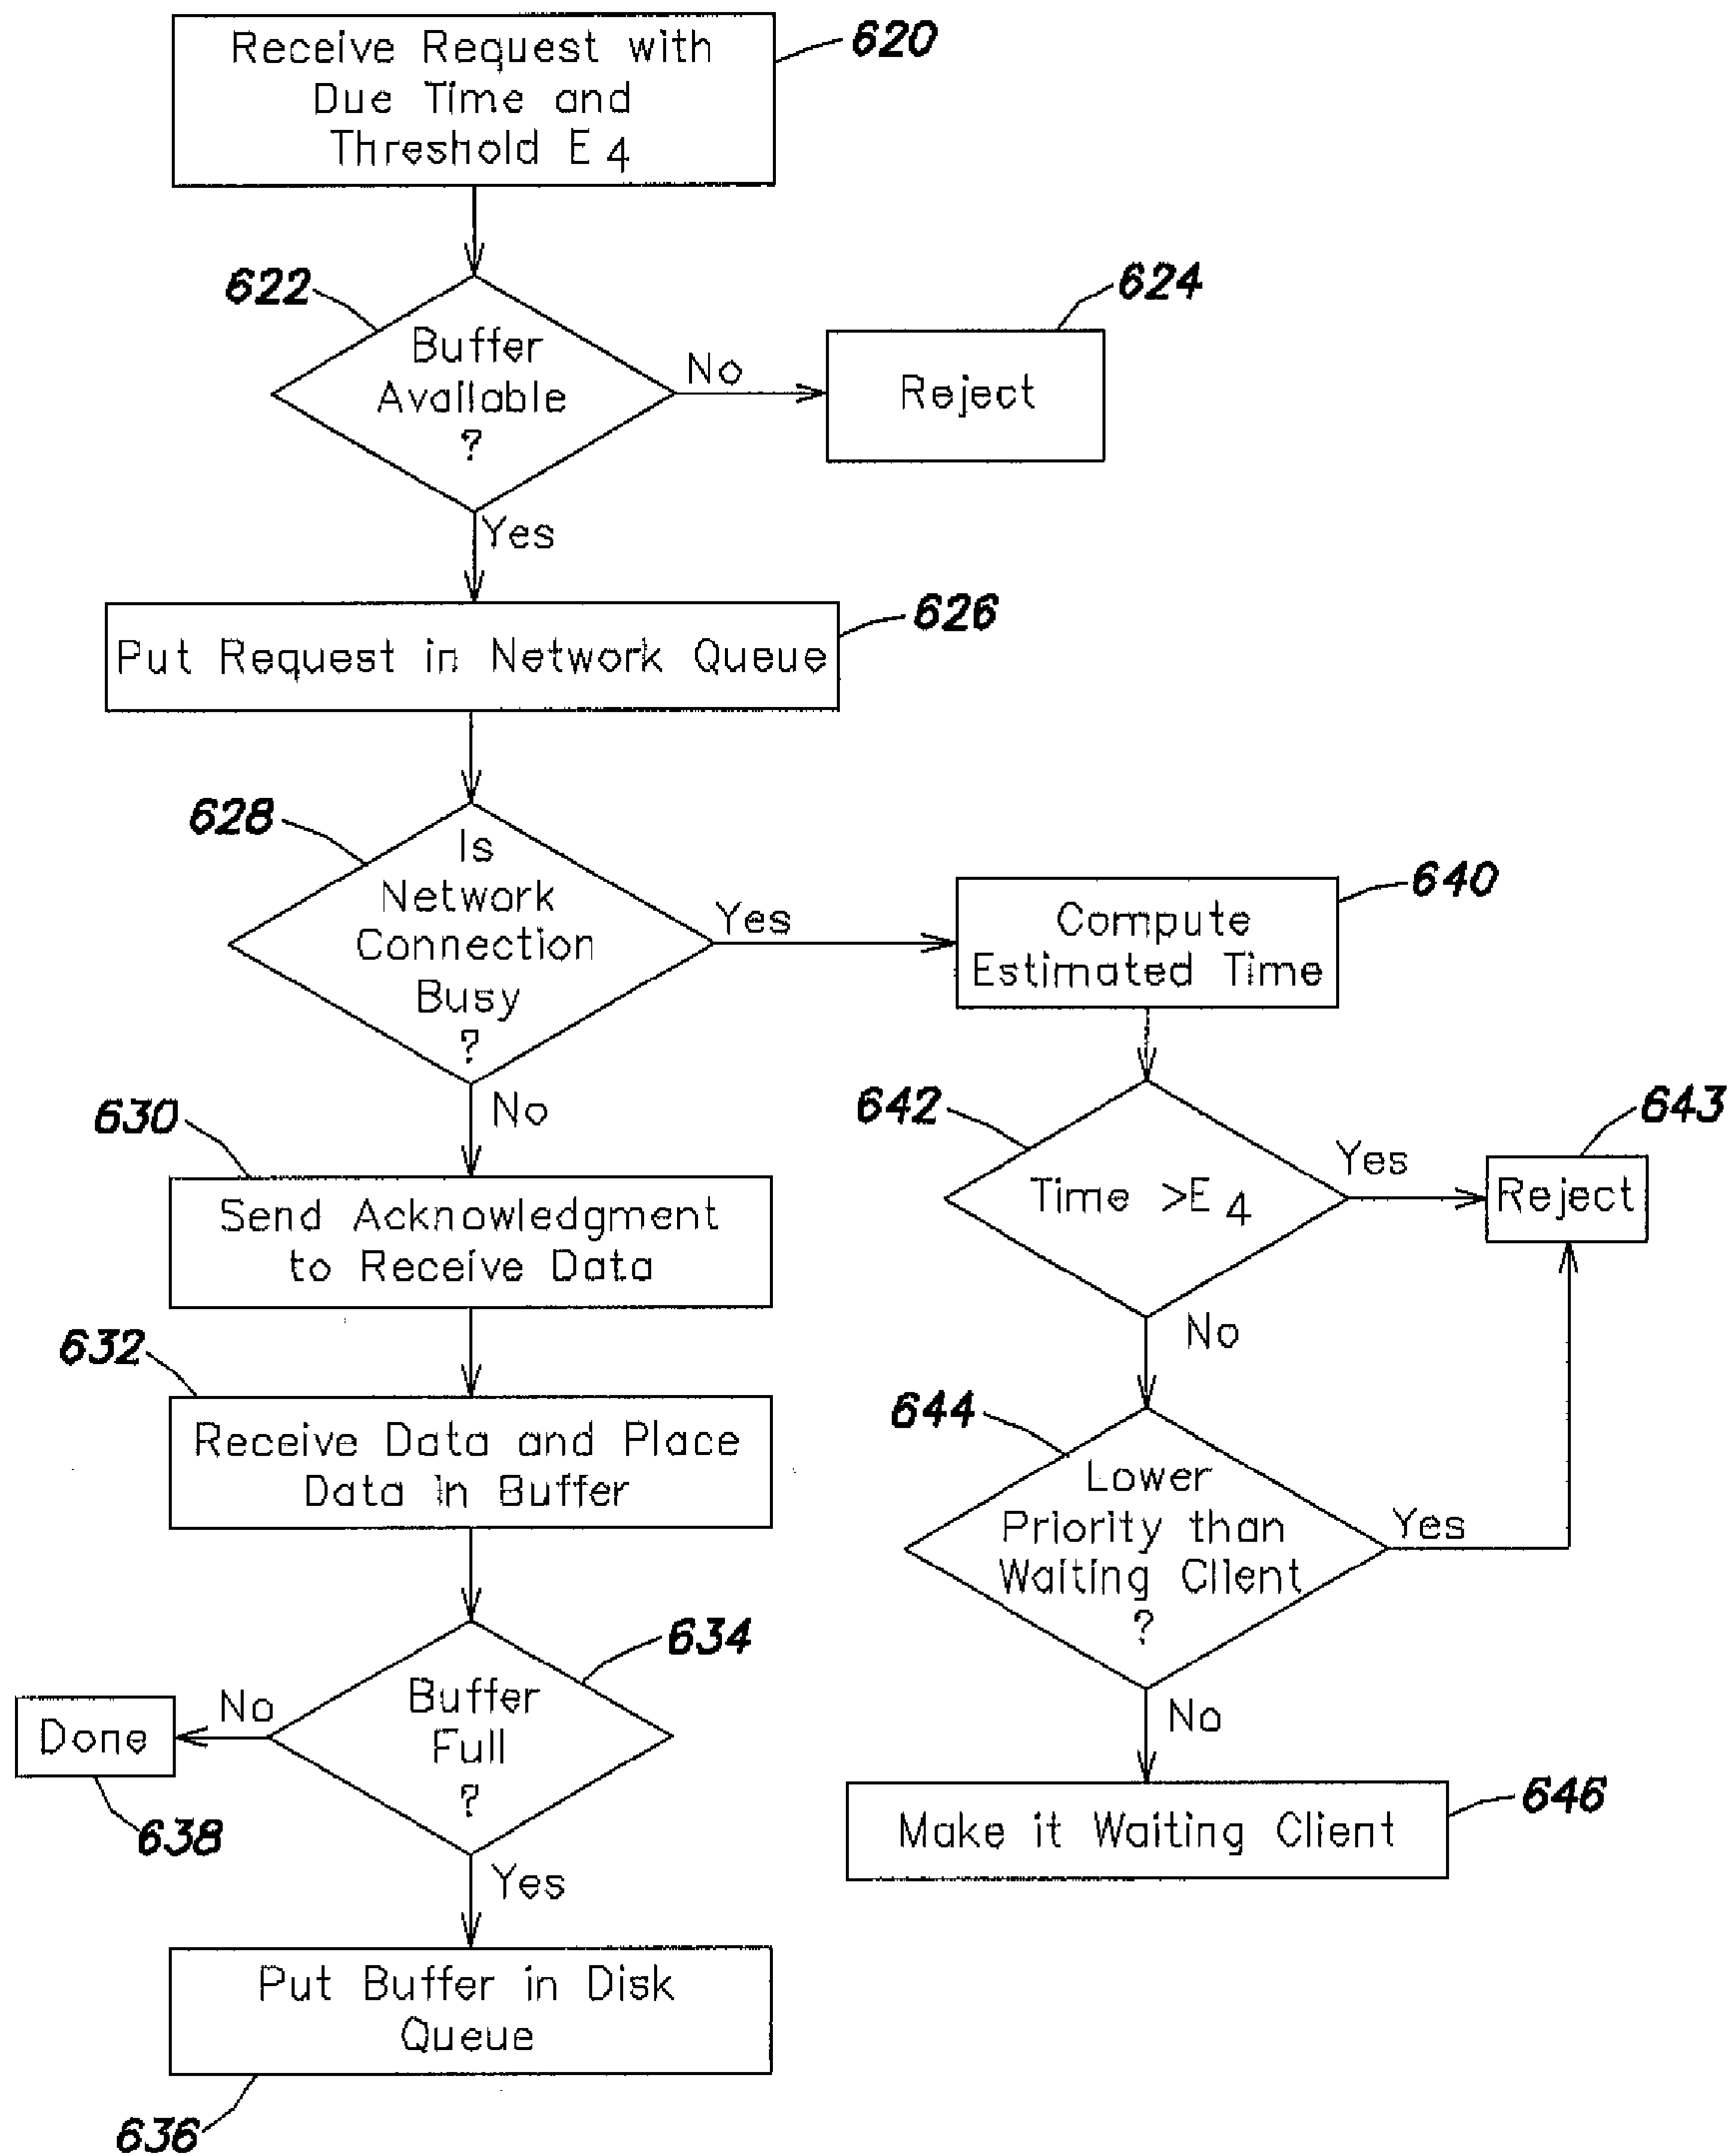 Receive Request with
Due Time and
Threshold E4
620
622
Buffer
Available
?
No
624
Reject
Yes
626
Put Request in Network Queue
628
Is
Network
Connection
Busy
?
Yes
640
Compute
Estimated Time
No
630
Send Acknowledgment
to Receive Data
642
Time >E4
Yes
643
Reject
No
632
Receive Data and Place
Data in Buffer
644
Lower
Priority than
Waiting Client
?
Yes
634
Buffer
Full
?
No
Done
638
No
646
Make it Waiting Client
Yes
Put Buffer in Disk
Queue
636